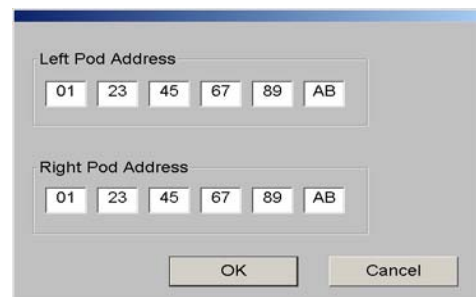 Left Pod Address
01 23 45 67 89 AB
Right Pod Address
01 23 45 67 89 AB
OK Cancel